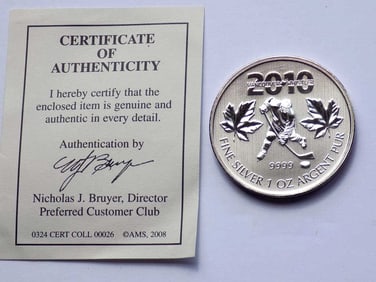 CERTIFICATE
OF
AUTHENTICITY
I hereby certify that the
enclosed item is genuine and
authentic in every detail.
Authentication by
Nicholas J. Bruyer, Director
Preferred Customer Club
0324 CERT COLL 00026 ©AMS, 2008
2010
9999
FINE SILVER 1 OZ ARGENT PUR